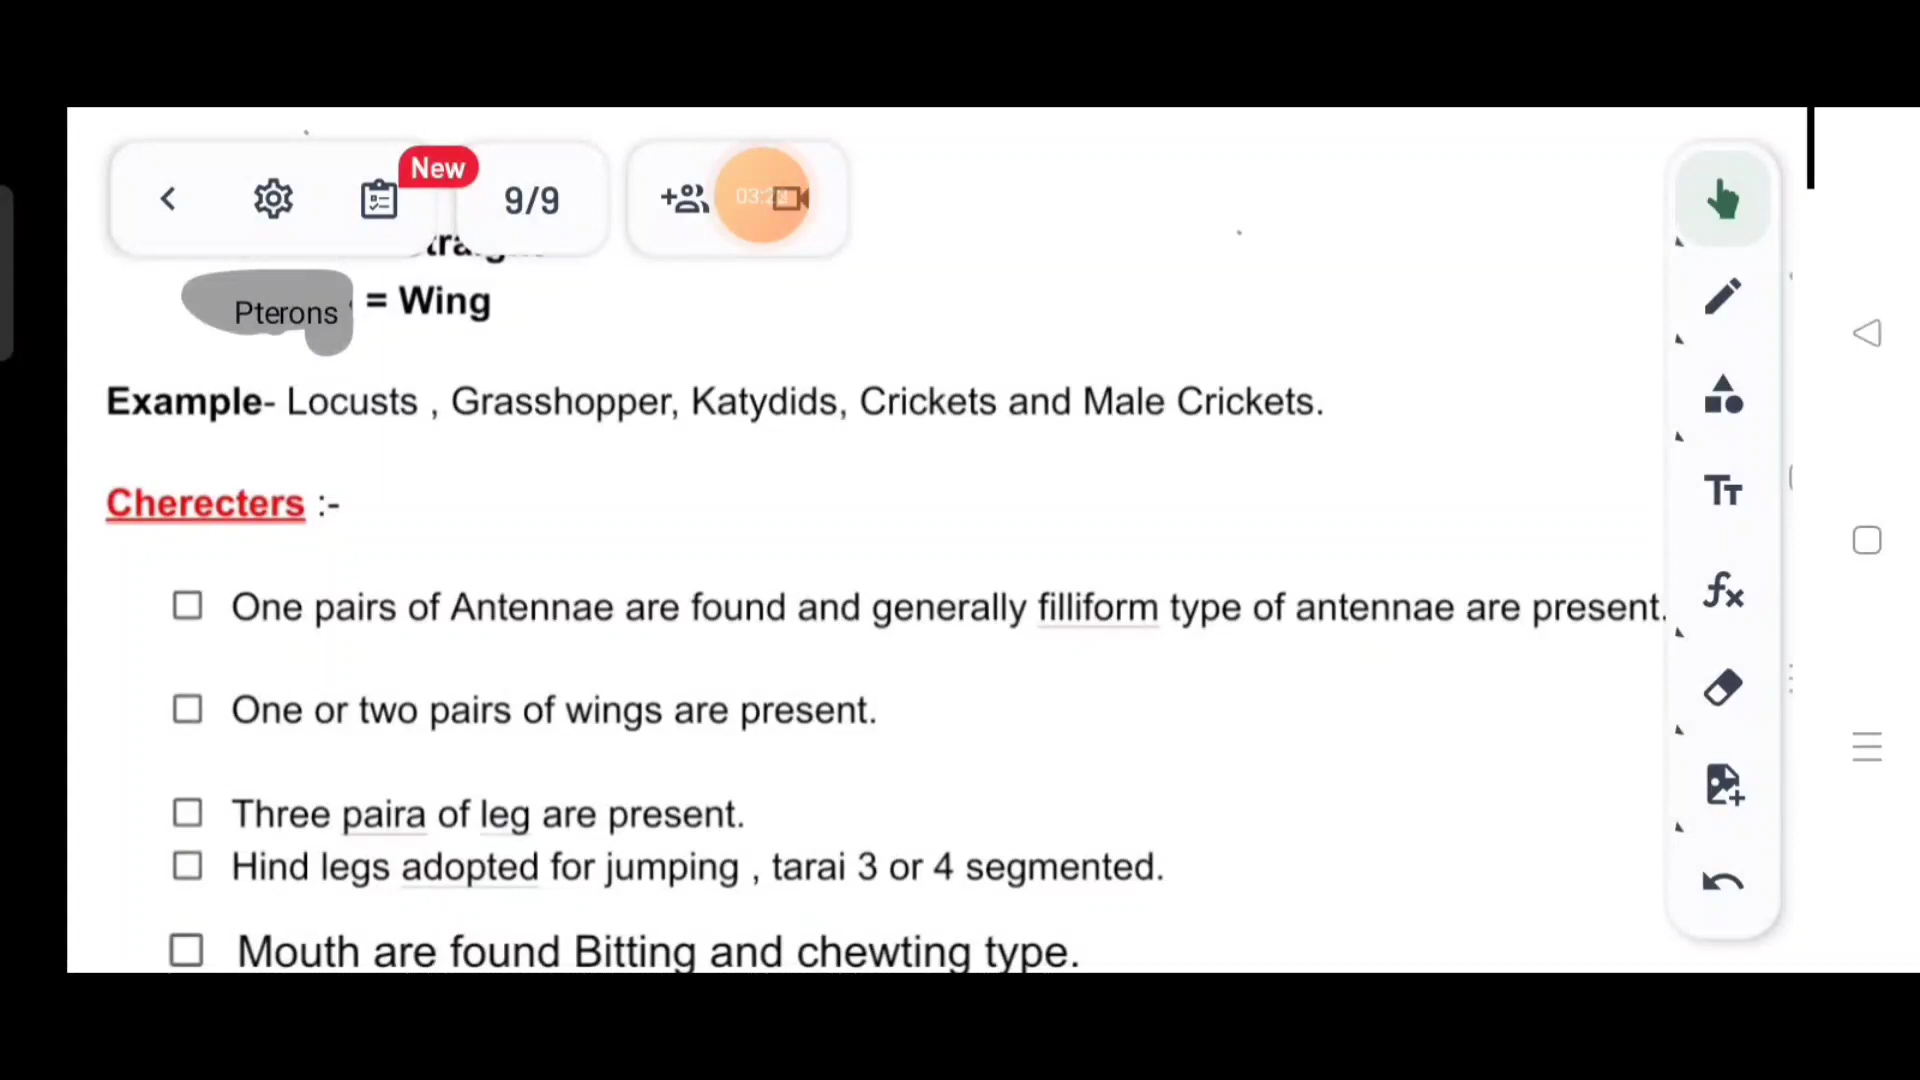 New
9/9
Pterons = Wing
Example- Locusts , Grasshopper, Katydids, Crickets and Male Crickets.
Cherecters :-
One pairs of Antennae are found and generally filliform type of antennae are present.
One or two pairs of wings are present.
Three paira of leg are present.
Hind legs adopted for jumping , tarai 3 or 4 segmented.
Mouth are found Bitting and chewting type.